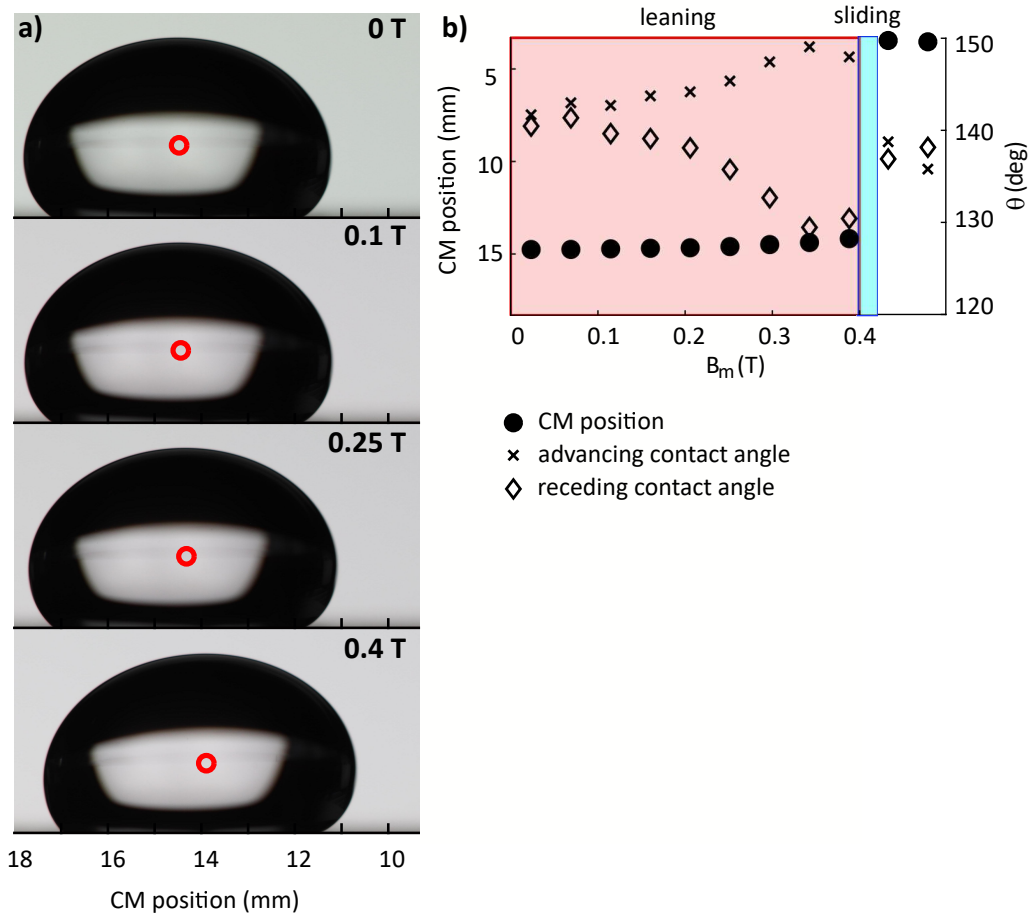 a)
0 T
0.1 T
0.25 T
0.4 T
18 16 14 12 10
CM position (mm)
b)
leaning
sliding
CM position (mm)
5
10
15
0 0.1 0.2 0.3 0.4
Bm (T)
150
140
130
120
θ (deg)
CM position
advancing contact angle
receding contact angle